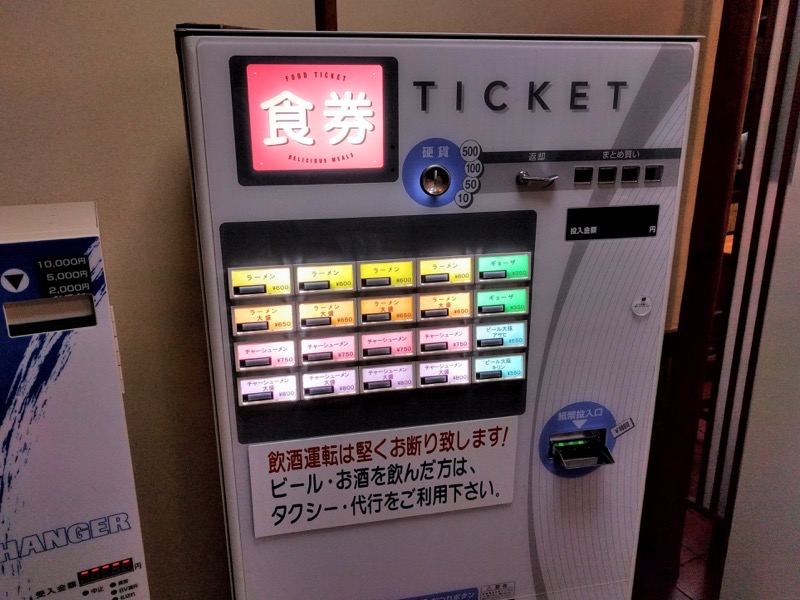 FOOD TICKET
食券
DELICIOUS MEALS
TICKET
硬貨
500
100
50
10
返却
まとめ買い
投入金額 円
10,000円
5,000円
2,000円
ラーメン ¥600
ラーメン ¥600
ラーメン ¥600
ラーメン ¥600
ギョーザ ¥350
ラーメン 大盛 ¥650
ラーメン 大盛 ¥650
ラーメン 大盛 ¥650
ラーメン 大盛 ¥650
ギョーザ ¥350
チャーシューメン ¥750
チャーシューメン ¥750
チャーシューメン ¥750
チャーシューメン ¥750
ビール大瓶 アサヒ ¥550
チャーシューメン 大盛 ¥800
チャーシューメン 大盛 ¥800
チャーシューメン 大盛 ¥800
チャーシューメン 大盛 ¥800
ビール大瓶 キリン ¥550
紙幣投入口
¥1000
飲酒運転は堅くお断り致します!
ビール・お酒を飲んだ方は、
タクシー・代行をご利用下さい。
HANGER
受入金額 円
中止